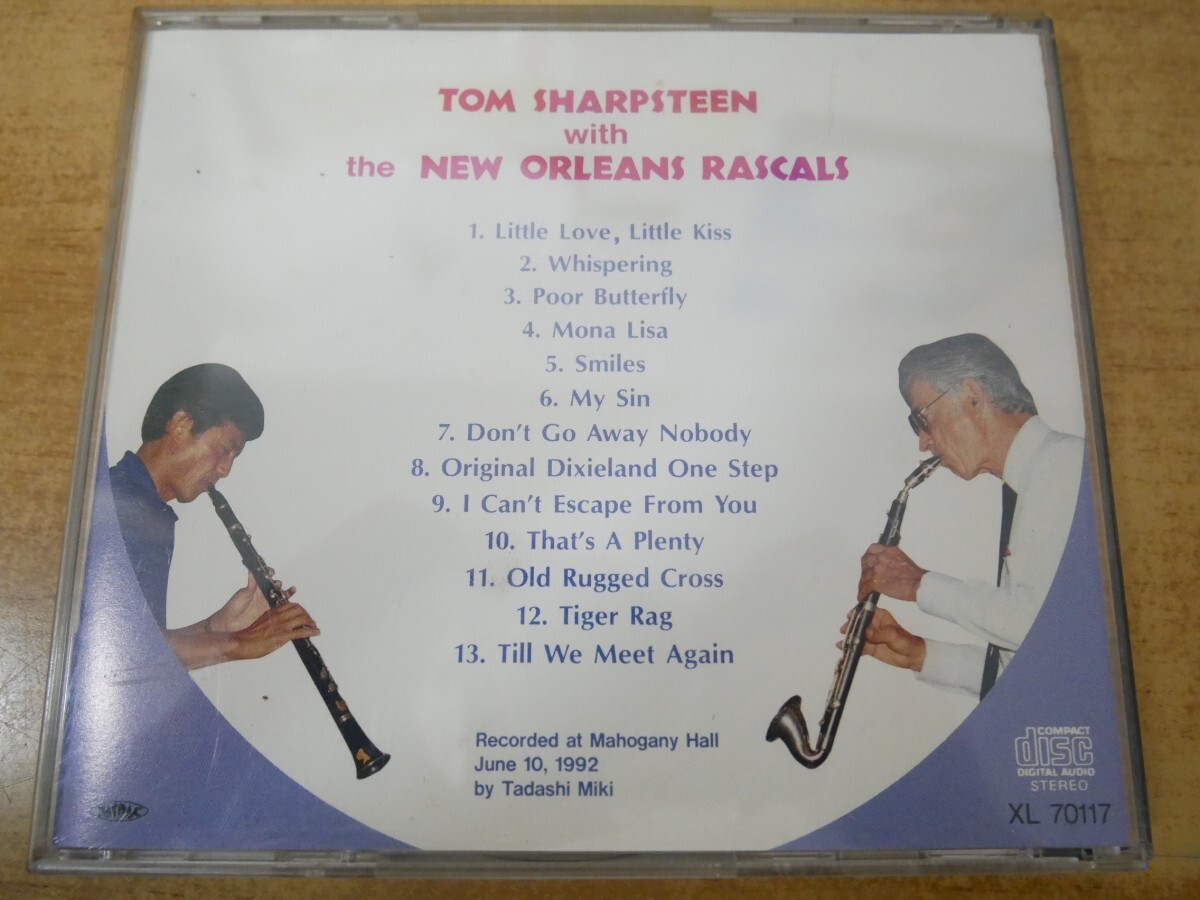 TOM SHARPSTEEN
with
the NEW ORLEANS RASCALS
1. Little Love, Little Kiss
2. Whispering
3. Poor Butterfly
4. Mona Lisa
5. Smiles
6. My Sin
7. Don't Go Away Nobody
8. Original Dixieland One Step
9. I Can't Escape From You
10. That's A Plenty
11. Old Rugged Cross
12. Tiger Rag
13. Till We Meet Again
Recorded at Mahogany Hall
June 10, 1992
by Tadashi Miki
COMPACT
disc
DIGITAL AUDIO
STEREO
XL 70117